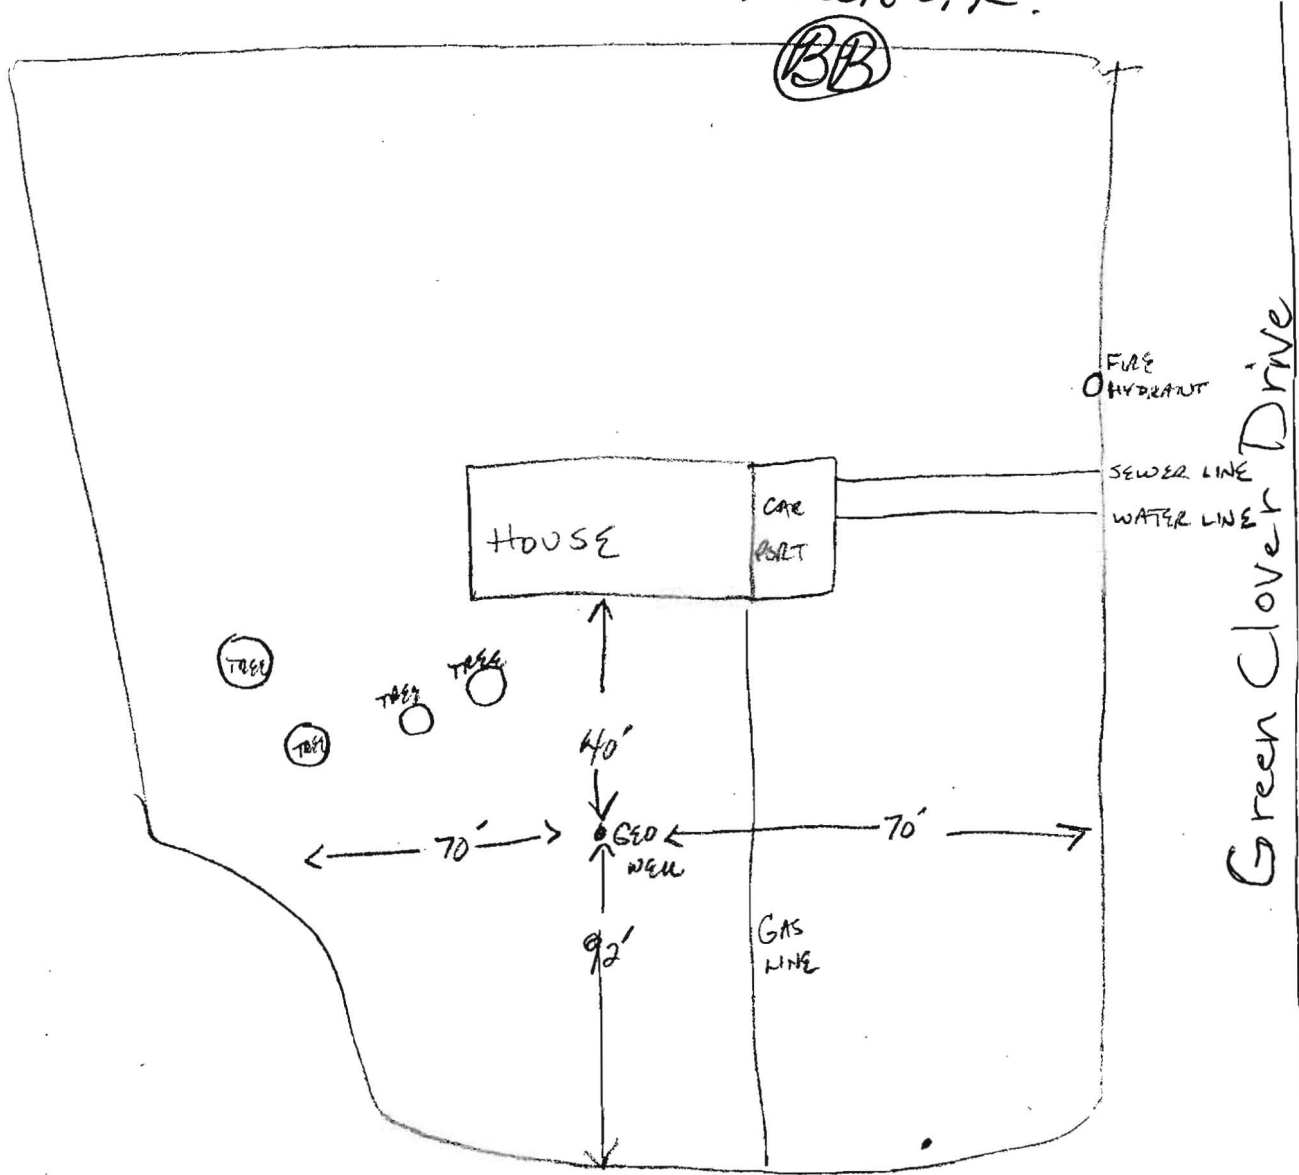 BB
FIRE
HYDRANT
SEWER LINE
WATER LINE
CAR
PORT
HOUSE
Green Clover Drive
TREE
TREE
TREE
TREE
40'
70'
GEO
WELL
70'
92'
GAS
LINE